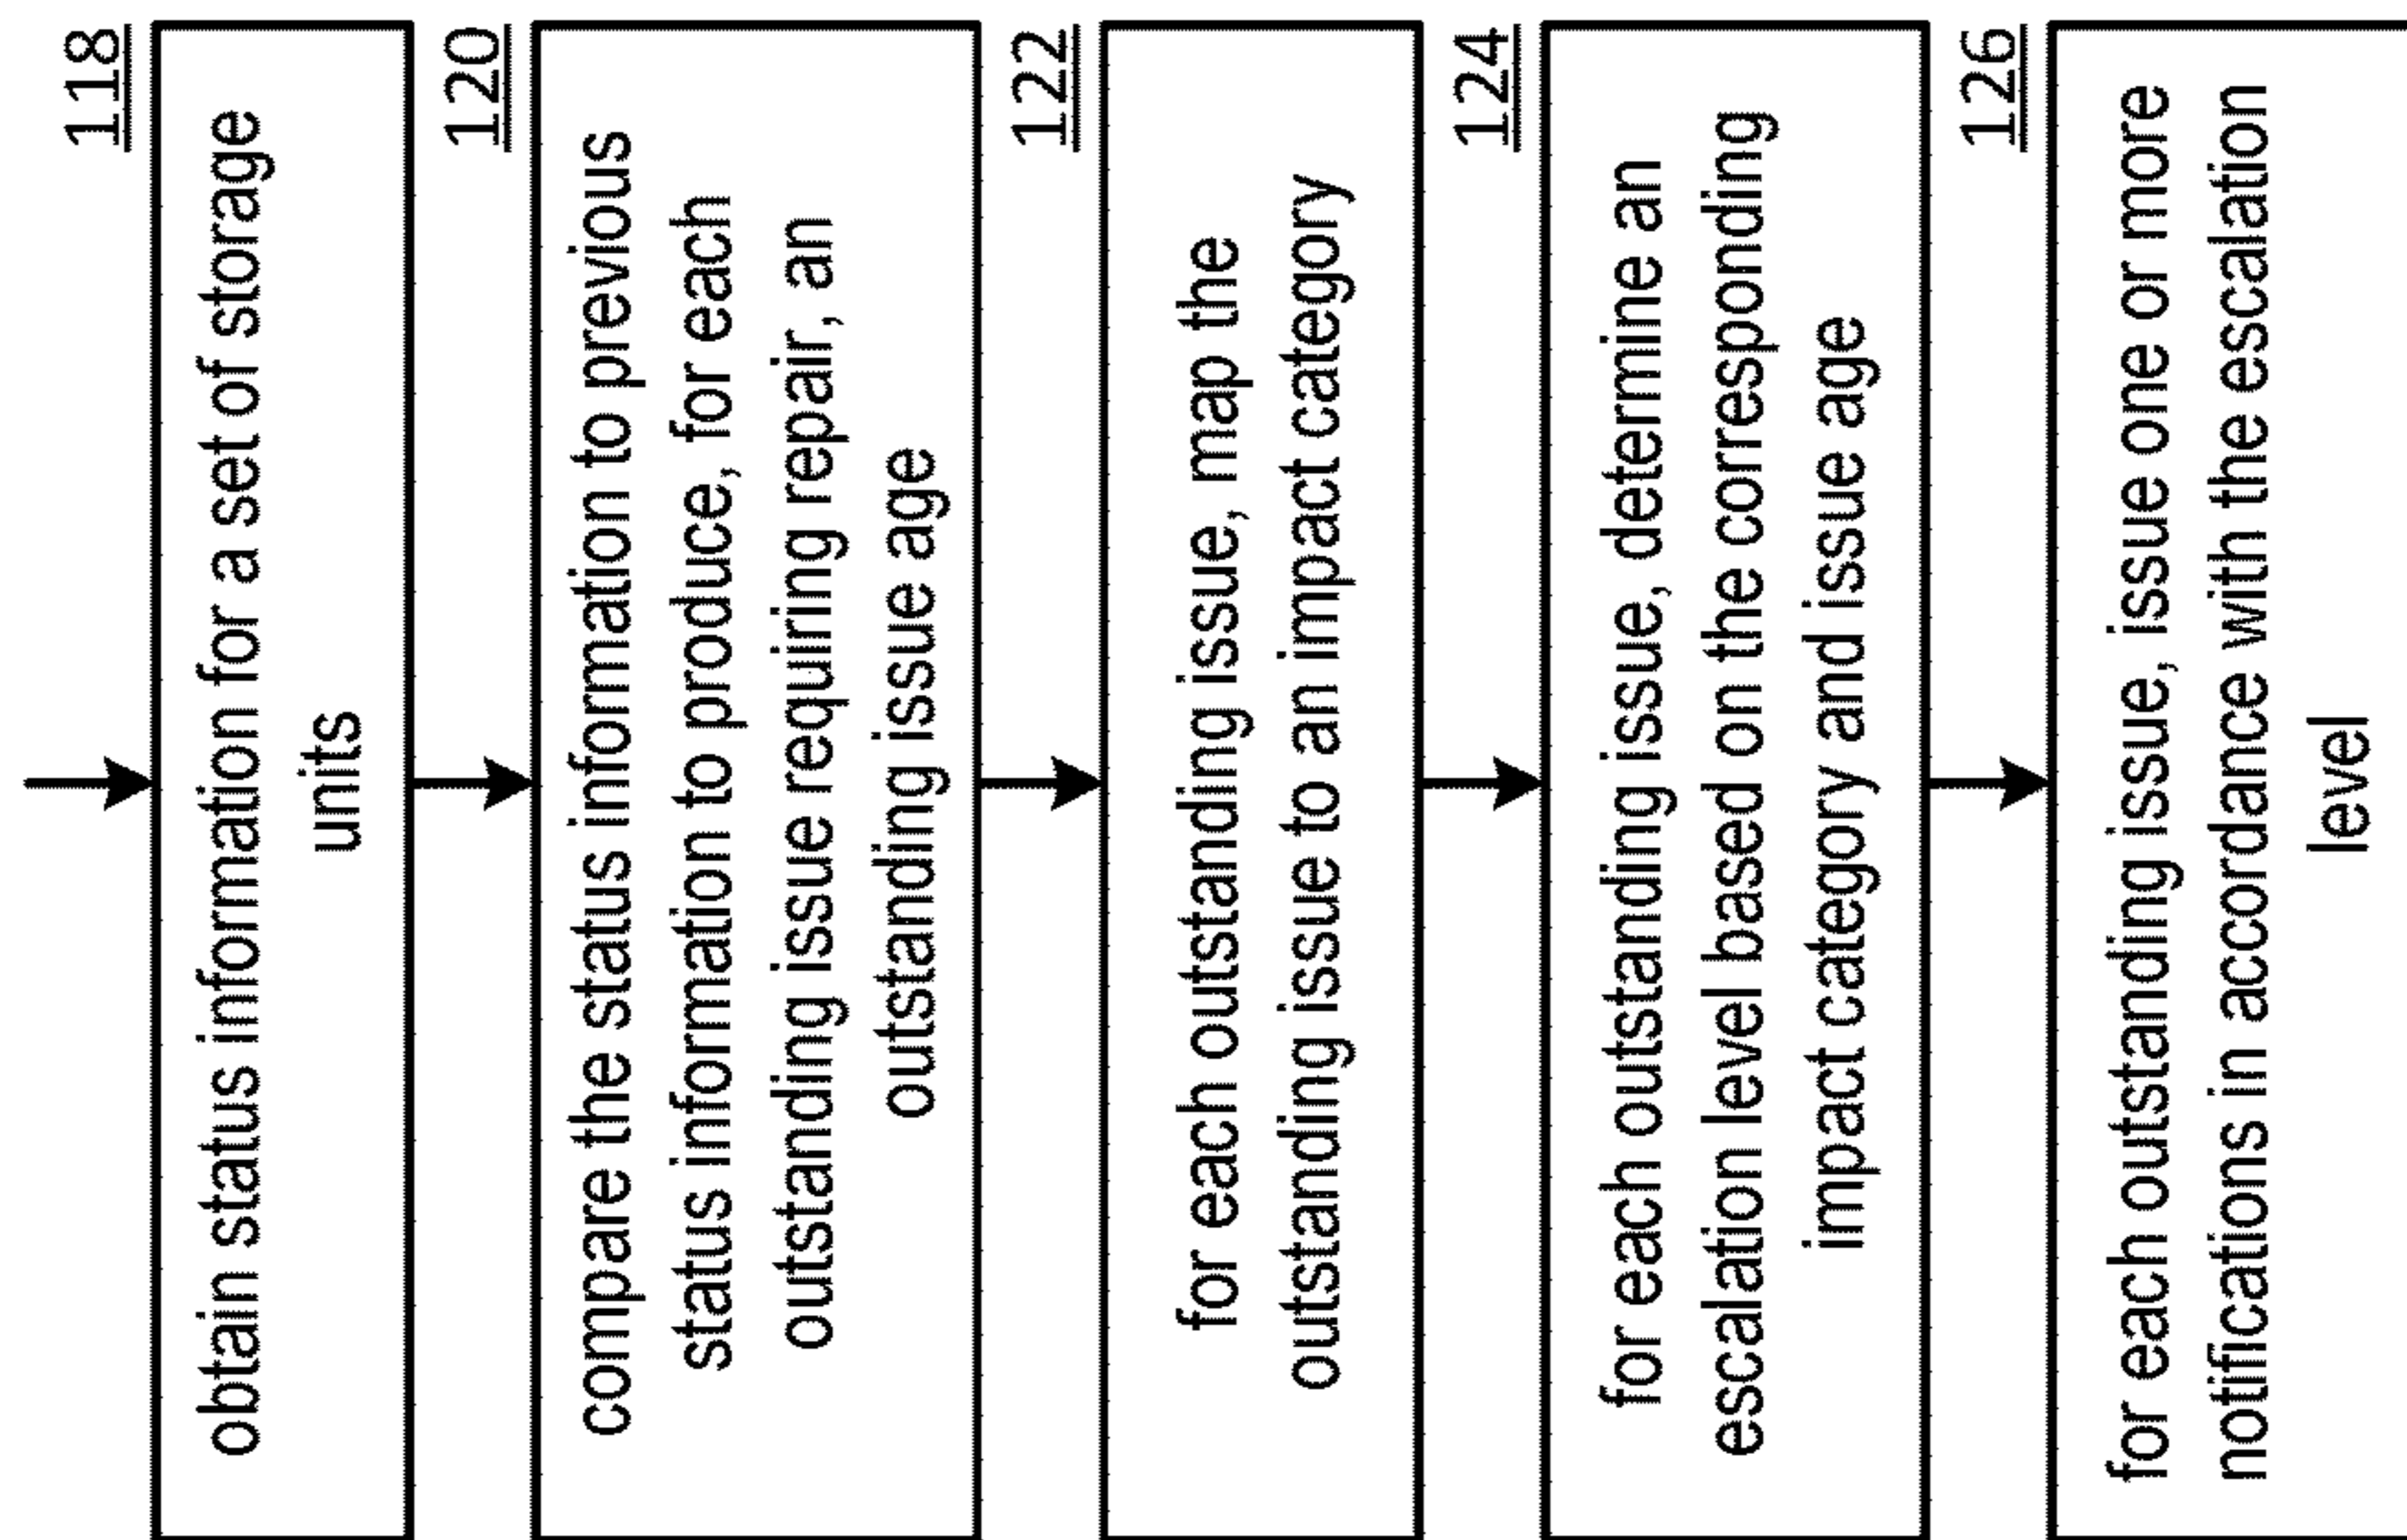 118
obtain status information for a set of storage
units
120
compare the status information to previous
status information to produce, for each
outstanding issue requiring repair, an
outstanding issue age
122
for each outstanding issue, map the
outstanding issue to an impact category
124
for each outstanding issue, determine an
escalation level based on the corresponding
impact category and issue age
126
for each outstanding issue, issue one or more
notifications in accordance with the escalation
level